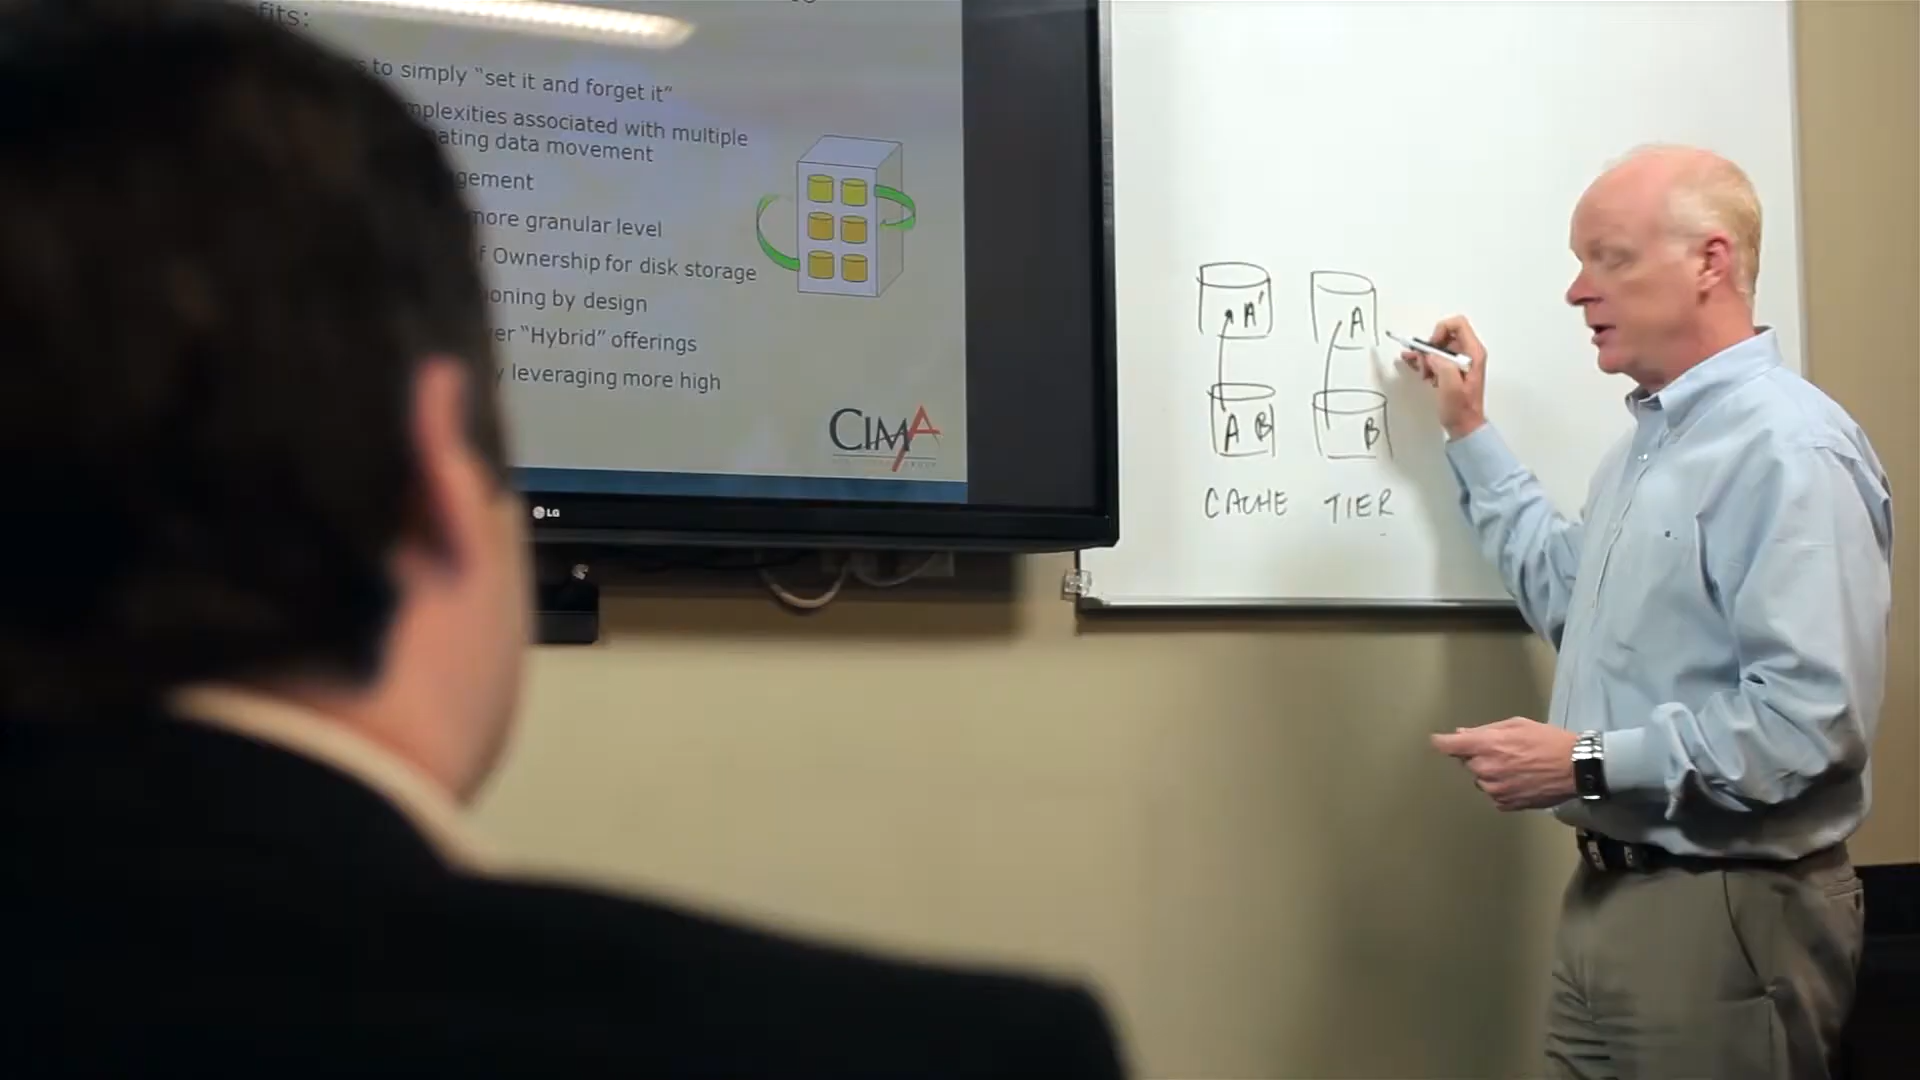 fits:
to simply "set it and forget it"
mplexities associated with multiple
ating data movement
gement
more granular level
f Ownership for disk storage
oning by design
er "Hybrid" offerings
y leveraging more high
CIMA
LG
A' A
A B B
CACHE TIER